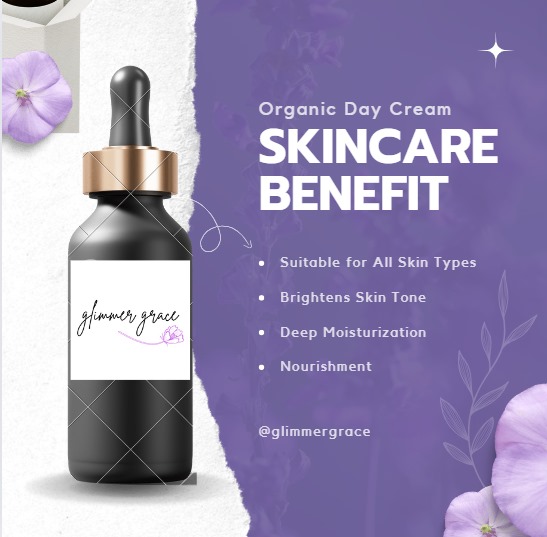 Organic Day Cream
SKINCARE
BENEFIT
Suitable for All Skin Types
Brightens Skin Tone
Deep Moisturization
Nourishment
@glimmergrace
glimmer grace